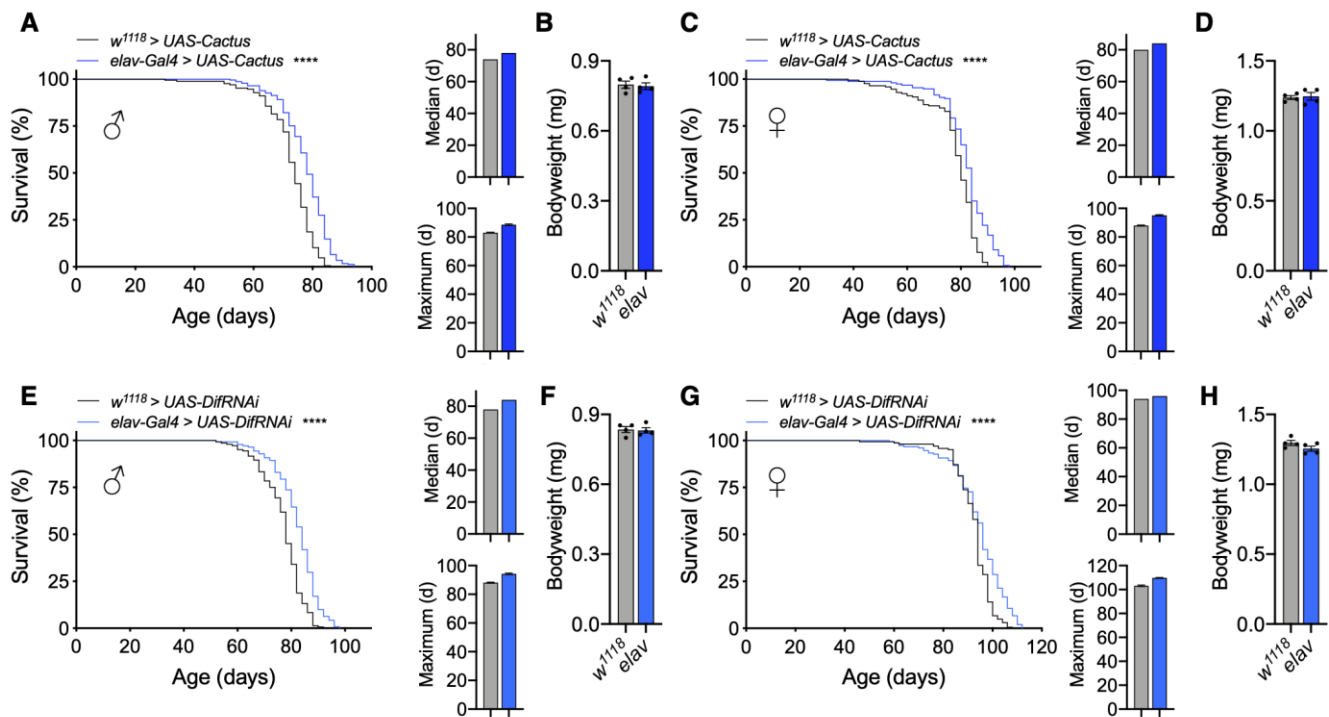 A
w1118 > UAS-Cactus
elav-Gal4 > UAS-Cactus ****
Survival (%)
100
75
50
25
0
♂
0 20 40 60 80 100
Age (days)
Median (d)
80
60
40
20
0
Maximum (d)
100
80
60
40
20
0
B
Bodyweight (mg)
0.9
0.6
0.3
0.0
w1118 elav
C
w1118 > UAS-Cactus
elav-Gal4 > UAS-Cactus ****
Survival (%)
100
75
50
25
0
♀
0 20 40 60 80 100
Age (days)
Median (d)
80
60
40
20
0
Maximum (d)
100
80
60
40
20
0
D
Bodyweight (mg)
1.5
1.0
0.5
0.0
w1118 elav
E
w1118 > UAS-DifRNAi
elav-Gal4 > UAS-DifRNAi ****
Survival (%)
100
75
50
25
0
♂
0 20 40 60 80 100
Age (days)
Median (d)
80
60
40
20
0
Maximum (d)
100
80
60
40
20
0
F
Bodyweight (mg)
0.9
0.6
0.3
0.0
w1118 elav
G
w1118 > UAS-DifRNAi
elav-Gal4 > UAS-DifRNAi ****
Survival (%)
100
75
50
25
0
♀
0 20 40 60 80 100 120
Age (days)
Median (d)
100
80
60
40
20
0
Maximum (d)
120
100
80
60
40
20
0
H
Bodyweight (mg)
1.5
1.0
0.5
0.0
w1118 elav